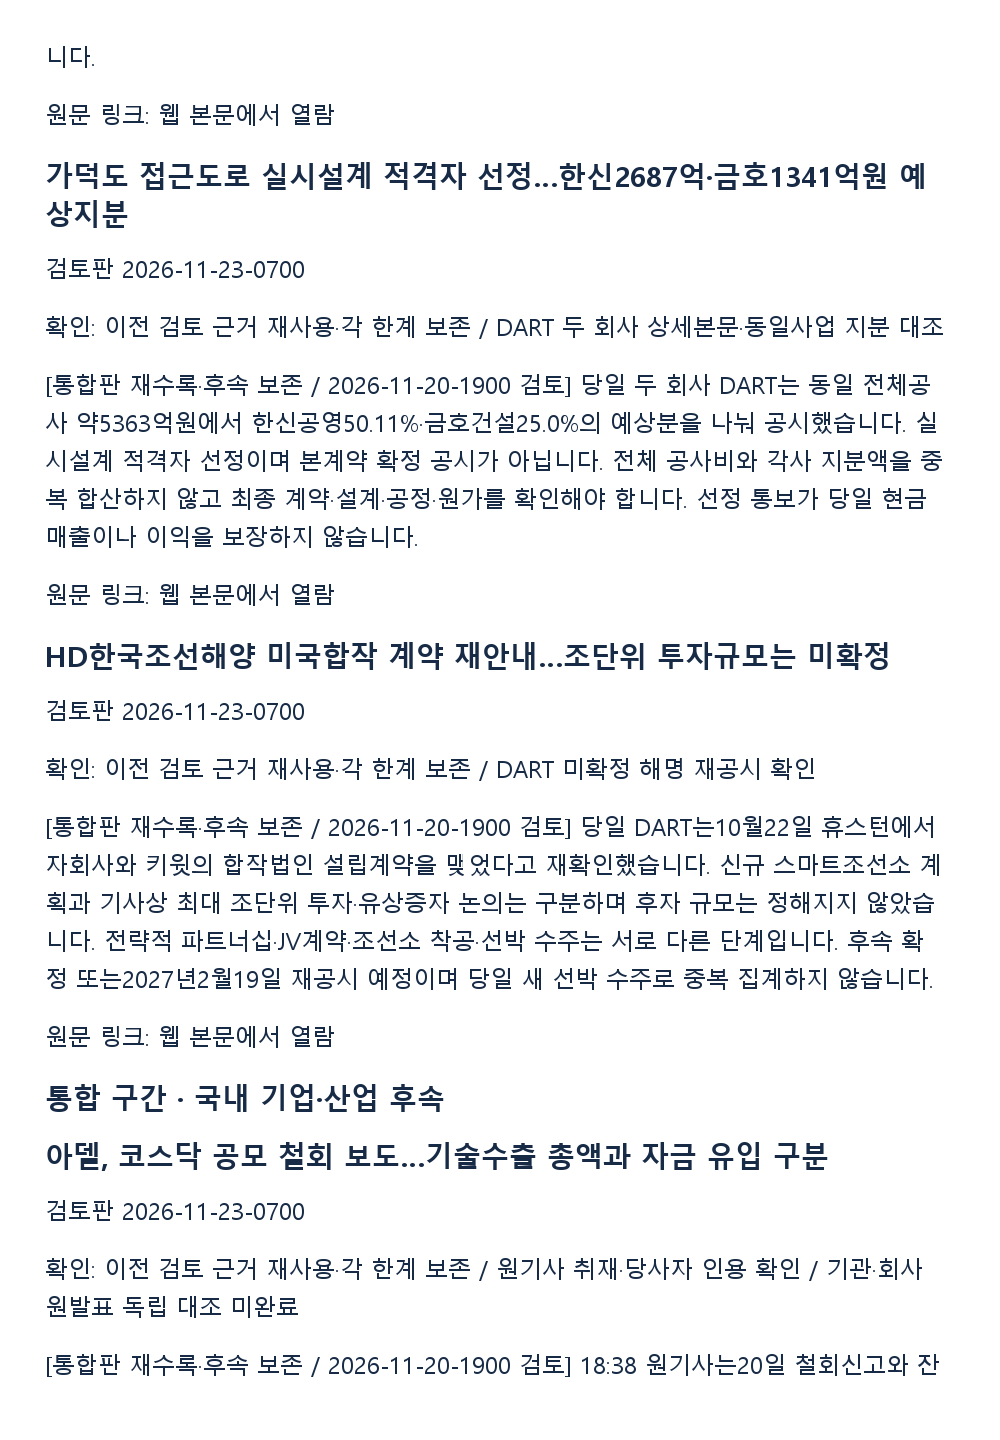 니다.
원문 링크: 웹 본문에서 열람
가덕도 접근도로 실시설계 적격자 선정…한신2687억·금호1341억원 예
상지분
검토판 2026-11-23-0700
확인: 이전 검토 근거 재사용·각 한계 보존 / DART 두 회사 상세본문·동일사업 지분 대조
[통합판 재수록·후속 보존 / 2026-11-20-1900 검토] 당일 두 회사 DART는 동일 전체공
사 약5363억원에서 한신공영50.11%·금호건설25.0%의 예상분을 나눠 공시했습니다. 실
시설계 적격자 선정이며 본계약 확정 공시가 아닙니다. 전체 공사비와 각사 지분액을 중
복 합산하지 않고 최종 계약·설계·공정·원가를 확인해야 합니다. 선정 통보가 당일 현금
매출이나 이익을 보장하지 않습니다.
원문 링크: 웹 본문에서 열람
HD한국조선해양 미국합작 계약 재안내…조단위 투자규모는 미확정
검토판 2026-11-23-0700
확인: 이전 검토 근거 재사용·각 한계 보존 / DART 미확정 해명 재공시 확인
[통합판 재수록·후속 보존 / 2026-11-20-1900 검토] 당일 DART는10월22일 휴스턴에서
자회사와 키윗의 합작법인 설립계약을 맺었다고 재확인했습니다. 신규 스마트조선소 계
획과 기사상 최대 조단위 투자·유상증자 논의는 구분하며 후자 규모는 정해지지 않았습
니다. 전략적 파트너십·JV계약·조선소 착공·선박 수주는 서로 다른 단계입니다. 후속 확
정 또는2027년2월19일 재공시 예정이며 당일 새 선박 수주로 중복 집계하지 않습니다.
원문 링크: 웹 본문에서 열람
통합 구간 · 국내 기업·산업 후속
아델, 코스닥 공모 철회 보도…기술수출 총액과 자금 유입 구분
검토판 2026-11-23-0700
확인: 이전 검토 근거 재사용·각 한계 보존 / 원기사 취재·당사자 인용 확인 / 기관·회사
원발표 독립 대조 미완료
[통합판 재수록·후속 보존 / 2026-11-20-1900 검토] 18:38 원기사는20일 철회신고와 잔